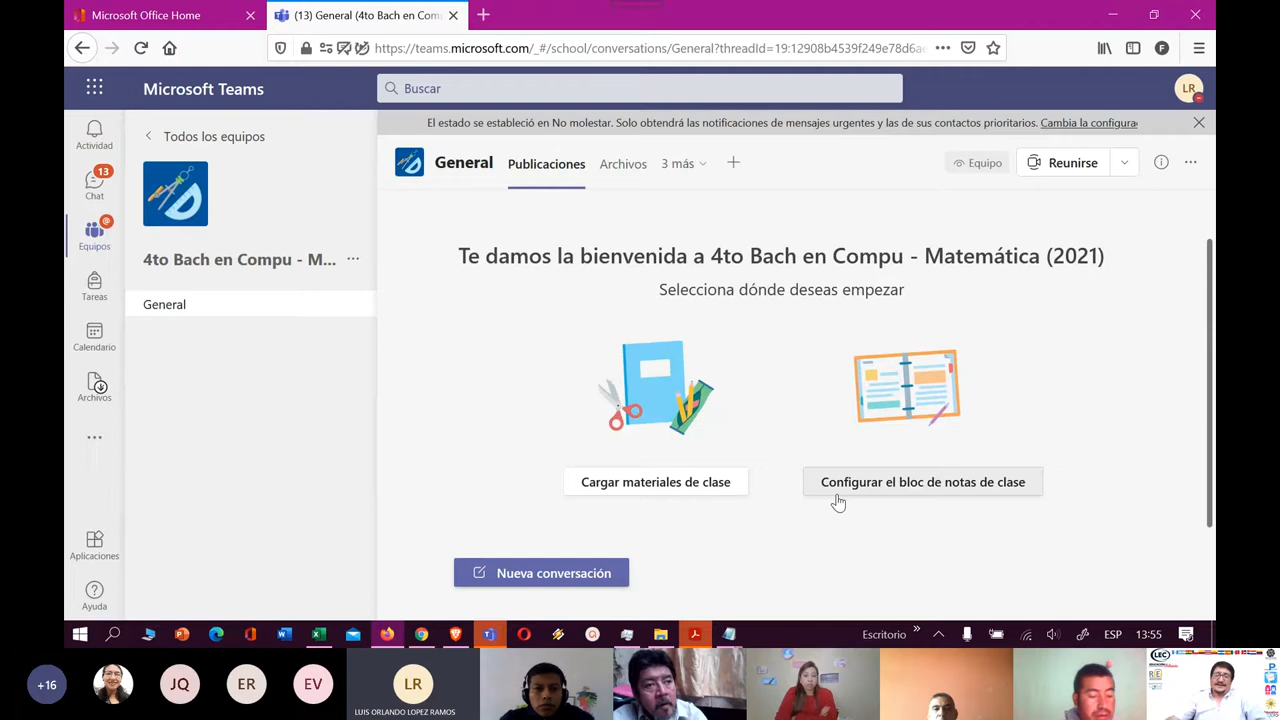 Microsoft Office Home
(13) General (4to Bach en Compu
https://teams.microsoft.com/_#/school/conversations/General?threadId=19:12908b4539f249e78d6a
F
Microsoft Teams
Buscar
LR
El estado se estableció en No molestar. Solo obtendrá las notificaciones de mensajes urgentes y las de sus contactos prioritarios. Cambia la configura
Todos los equipos
General
Publicaciones
Archivos
3 más
Equipo
Reunirse
Actividad
13
Chat
@
Equipos
Tareas
Calendario
Archivos
Aplicaciones
Ayuda
4to Bach en Compu - M...
General
Te damos la bienvenida a 4to Bach en Compu - Matemática (2021)
Selecciona dónde deseas empezar
Cargar materiales de clase
Configurar el bloc de notas de clase
Nueva conversación
Escritorio
ESP
13:55
+16
JQ
ER
EV
LR
LUIS ORLANDO LOPEZ RAMOS
LEC
RE